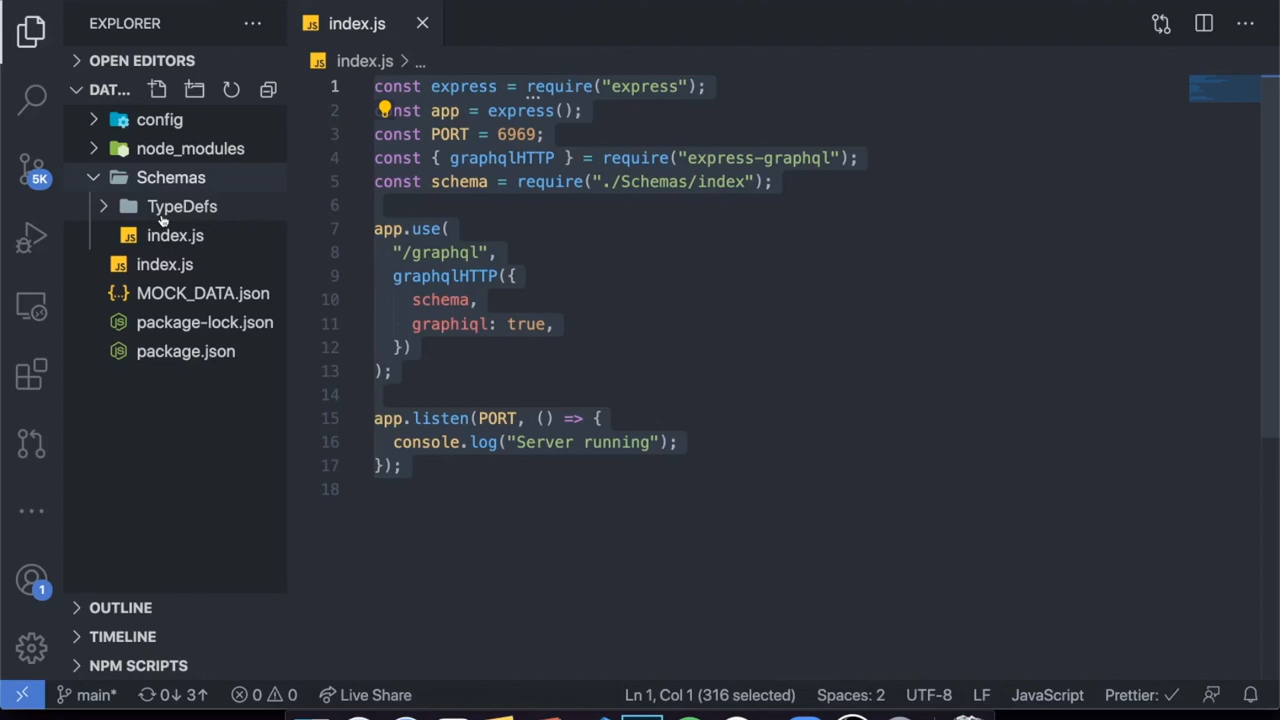 EXPLORER
OPEN EDITORS
DAT...
config
node_modules
Schemas
TypeDefs
JS index.js
JS index.js
{..} MOCK_DATA.json
package-lock.json
package.json
OUTLINE
TIMELINE
NPM SCRIPTS
5K
1
JS index.js
JS index.js > ...
1 const express = require("express");
2 const app = express();
3 const PORT = 6969;
4 const { graphqlHTTP } = require("express-graphql");
5 const schema = require("./Schemas/index");
6
7 app.use(
8 "/graphql",
9 graphqlHTTP({
10 schema,
11 graphiql: true,
12 })
13 );
14
15 app.listen(PORT, () => {
16 console.log("Server running");
17 });
18
main* 0↓ 3↑ 0 0 Live Share Ln 1, Col 1 (316 selected) Spaces: 2 UTF-8 LF JavaScript Prettier: ✓